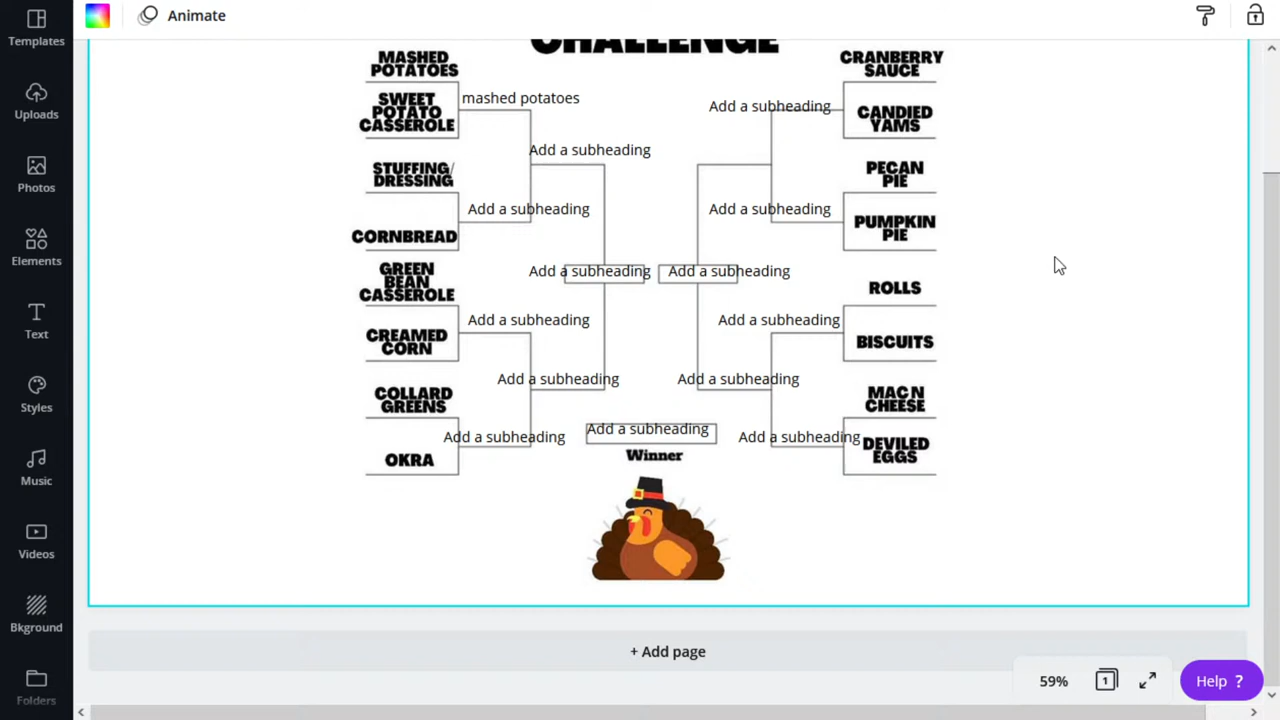 Animate
Templates
Uploads
Photos
Elements
Text
Styles
Music
Videos
Bkground
Folders
CHALLENGE
MASHED
POTATOES
SWEET
POTATO
CASSEROLE
STUFFING/
DRESSING
CORNBREAD
GREEN
BEAN
CASSEROLE
CREAMED
CORN
COLLARD
GREENS
OKRA
mashed potatoes
Add a subheading
Add a subheading
Add a subheading
Add a subheading
Add a subheading
Add a subheading
Add a subheading
Add a subheading
Add a subheading
Add a subheading
Add a subheading
Add a subheading
Add a subheading
Add a subheading
Winner
CRANBERRY
SAUCE
CANDIED
YAMS
PECAN
PIE
PUMPKIN
PIE
ROLLS
BISCUITS
MAC N
CHEESE
DEVILED
EGGS
+ Add page
59%
1
Help ?